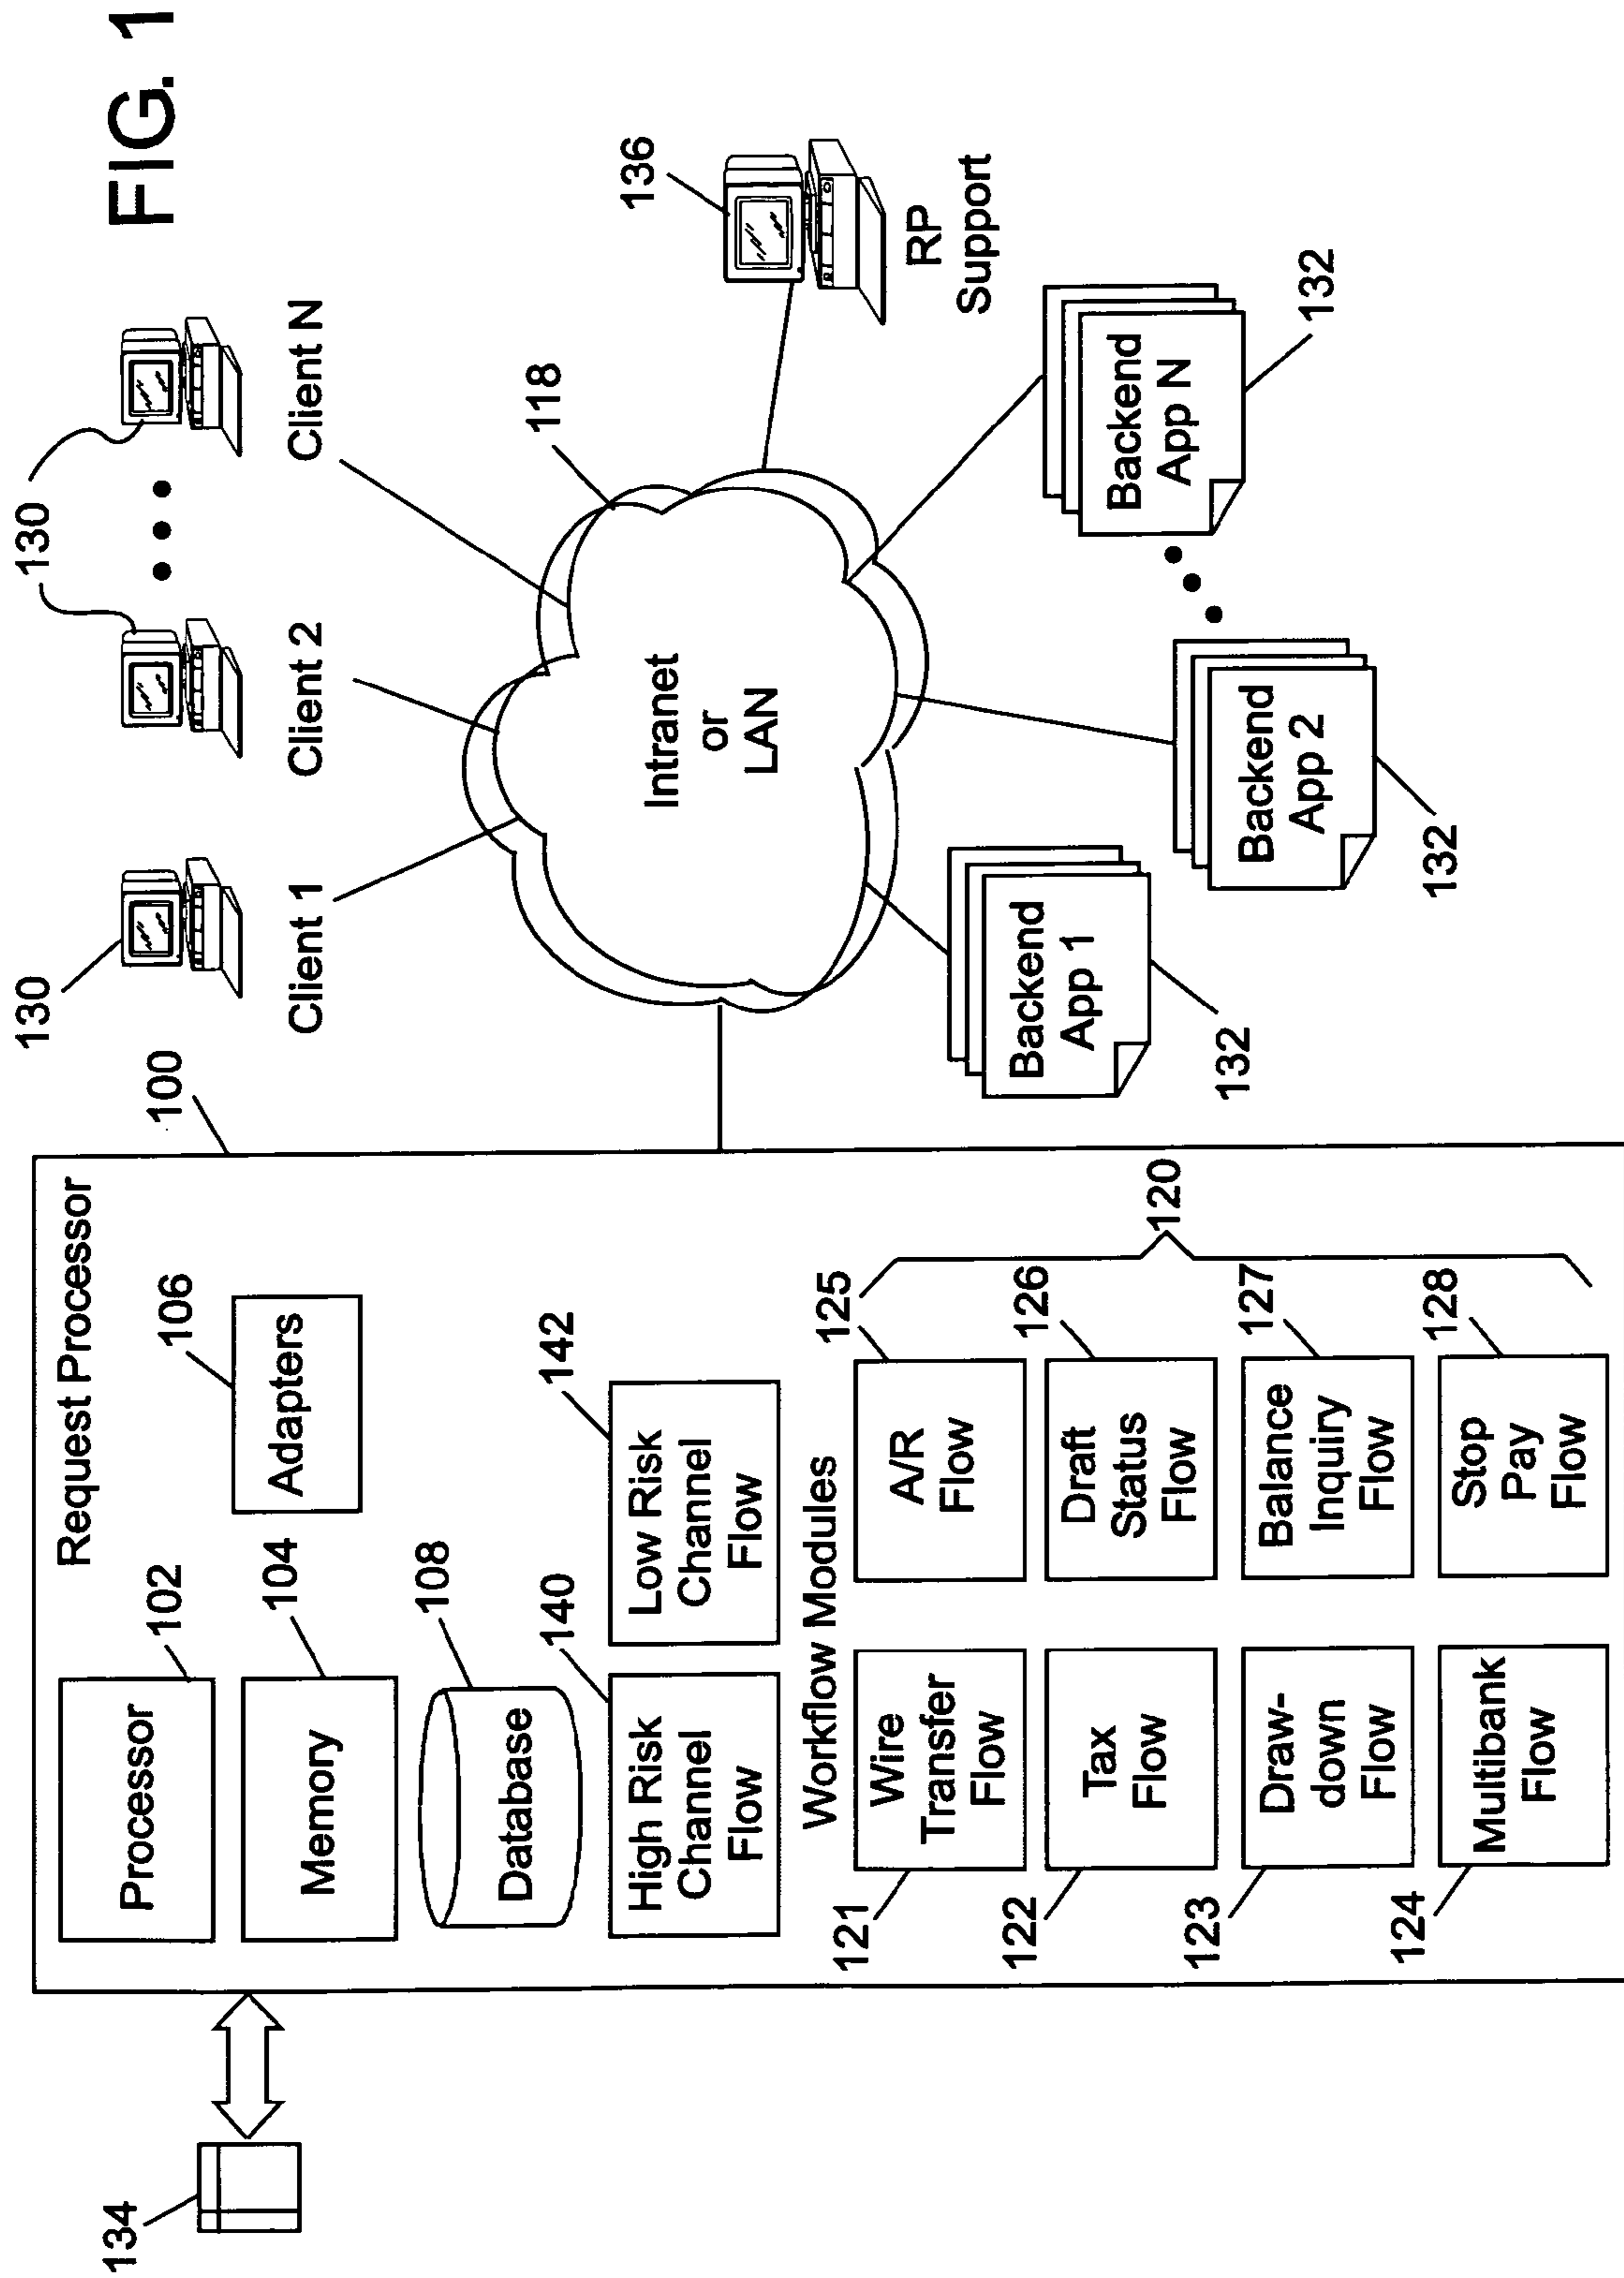 FIG. 1
134
Request Processor
100
Processor
102
Memory
104
Adapters
106
Database
108
High Risk
Channel
Flow
140
Low Risk
Channel
Flow
142
Workflow Modules
121
Wire
Transfer
Flow
A/R
Flow
125
122
Tax
Flow
Draft
Status
Flow
126
123
Draw-
down
Flow
Balance
Inquiry
Flow
127
124
Multibank
Flow
Stop
Pay
Flow
128
120
130
130
Client 1
Client 2
Client N
118
Intranet
or
LAN
136
RP
Support
Backend
App 1
132
Backend
App 2
132
Backend
App N
132